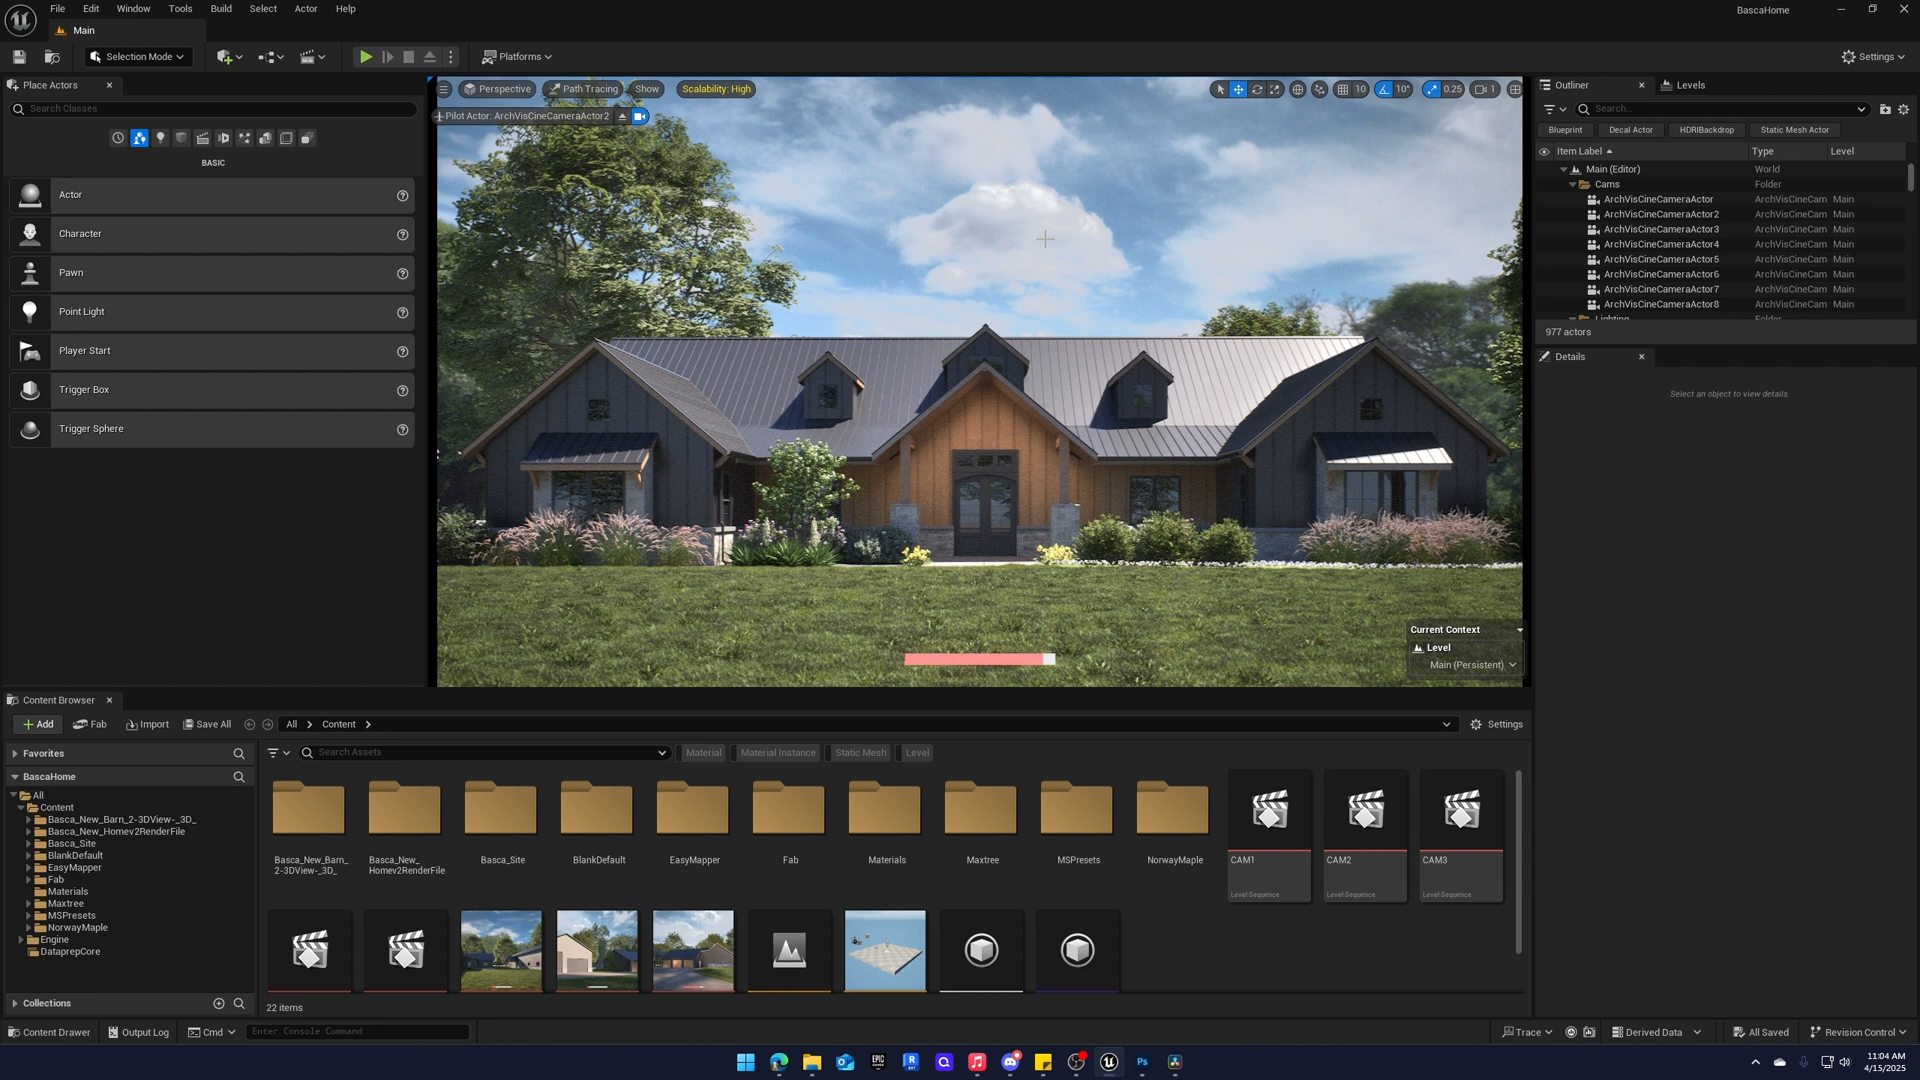 File Edit Window Tools Build Select Actor Help
BascaHome
Main
Selection Mode
Platforms
Settings
Place Actors
Search Classes
BASIC
Actor
Character
Pawn
Point Light
Player Start
Trigger Box
Trigger Sphere
Perspective Path Tracing Show Scalability: High
10 10° 0.25 1
Pilot Actor: ArchVisCineCameraActor2
Current Context
Level
Main (Persistent)
Outliner Levels
Search...
Blueprint Decal Actor HDRIBackdrop Static Mesh Actor
Item Label Type Level
Main (Editor) World
Cams Folder
ArchVisCineCameraActor ArchVisCineCam Main
ArchVisCineCameraActor2 ArchVisCineCam Main
ArchVisCineCameraActor3 ArchVisCineCam Main
ArchVisCineCameraActor4 ArchVisCineCam Main
ArchVisCineCameraActor5 ArchVisCineCam Main
ArchVisCineCameraActor6 ArchVisCineCam Main
ArchVisCineCameraActor7 ArchVisCineCam Main
ArchVisCineCameraActor8 ArchVisCineCam Main
Lighting Folder
977 actors
Details
Select an object to view details.
Content Browser
Add Fab Import Save All All Content Settings
Favorites
BascaHome
All
Content
Basca_New_Barn_2-3DView-_3D_
Basca_New_Homev2RenderFile
Basca_Site
BlankDefault
EasyMapper
Fab
Materials
Maxtree
MSPresets
NorwayMaple
Engine
DataprepCore
Collections
Search Assets
Material Material Instance Static Mesh Level
Basca_New_Barn_
2-3DView-_3D_
Basca_New_
Homev2RenderFile
Basca_Site
BlankDefault
EasyMapper
Fab
Materials
Maxtree
MSPresets
NorwayMaple
CAM1
Level Sequence
CAM2
Level Sequence
CAM3
Level Sequence
22 items
Content Drawer Output Log Cmd Enter Console Command
Trace Derived Data All Saved Revision Control
EPIC
R
Ps
11:04 AM
4/15/2025